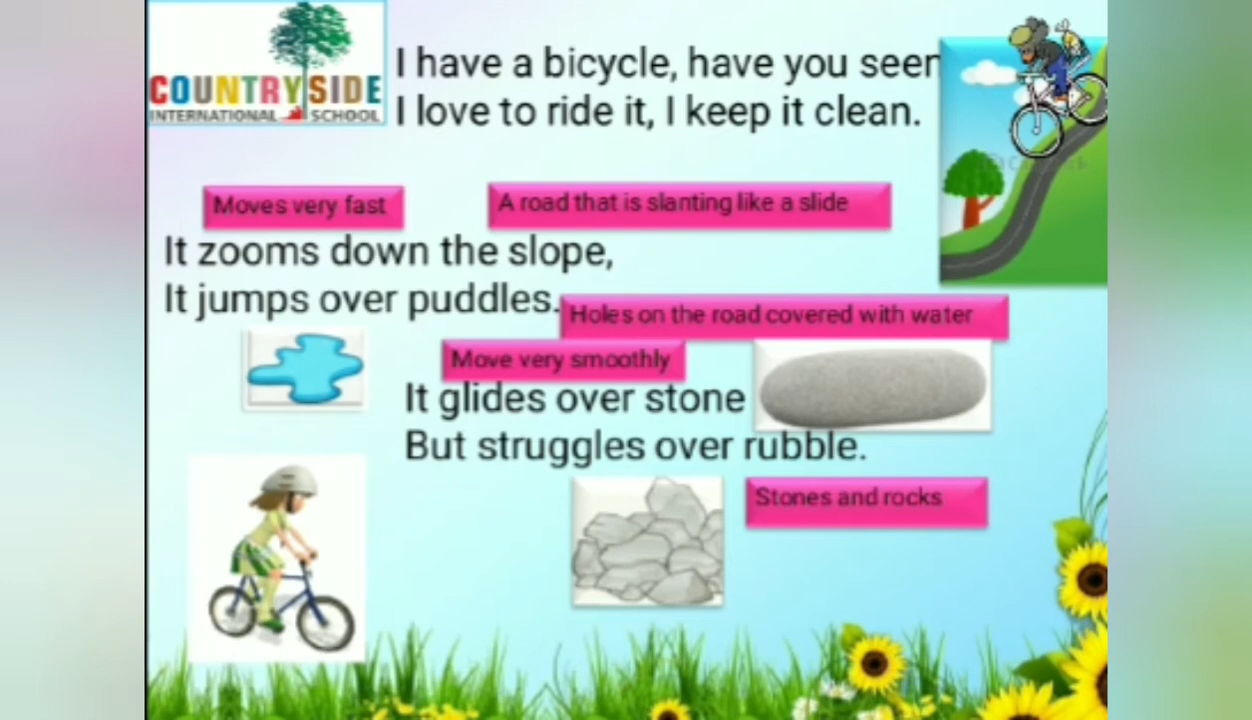 COUNTRYSIDE
INTERNATIONAL SCHOOL
I have a bicycle, have you seen
I love to ride it, I keep it clean.
Moves very fast
A road that is slanting like a slide
It zooms down the slope,
It jumps over puddles.
Holes on the road covered with water
Move very smoothly
It glides over stone
But struggles over rubble.
Stones and rocks